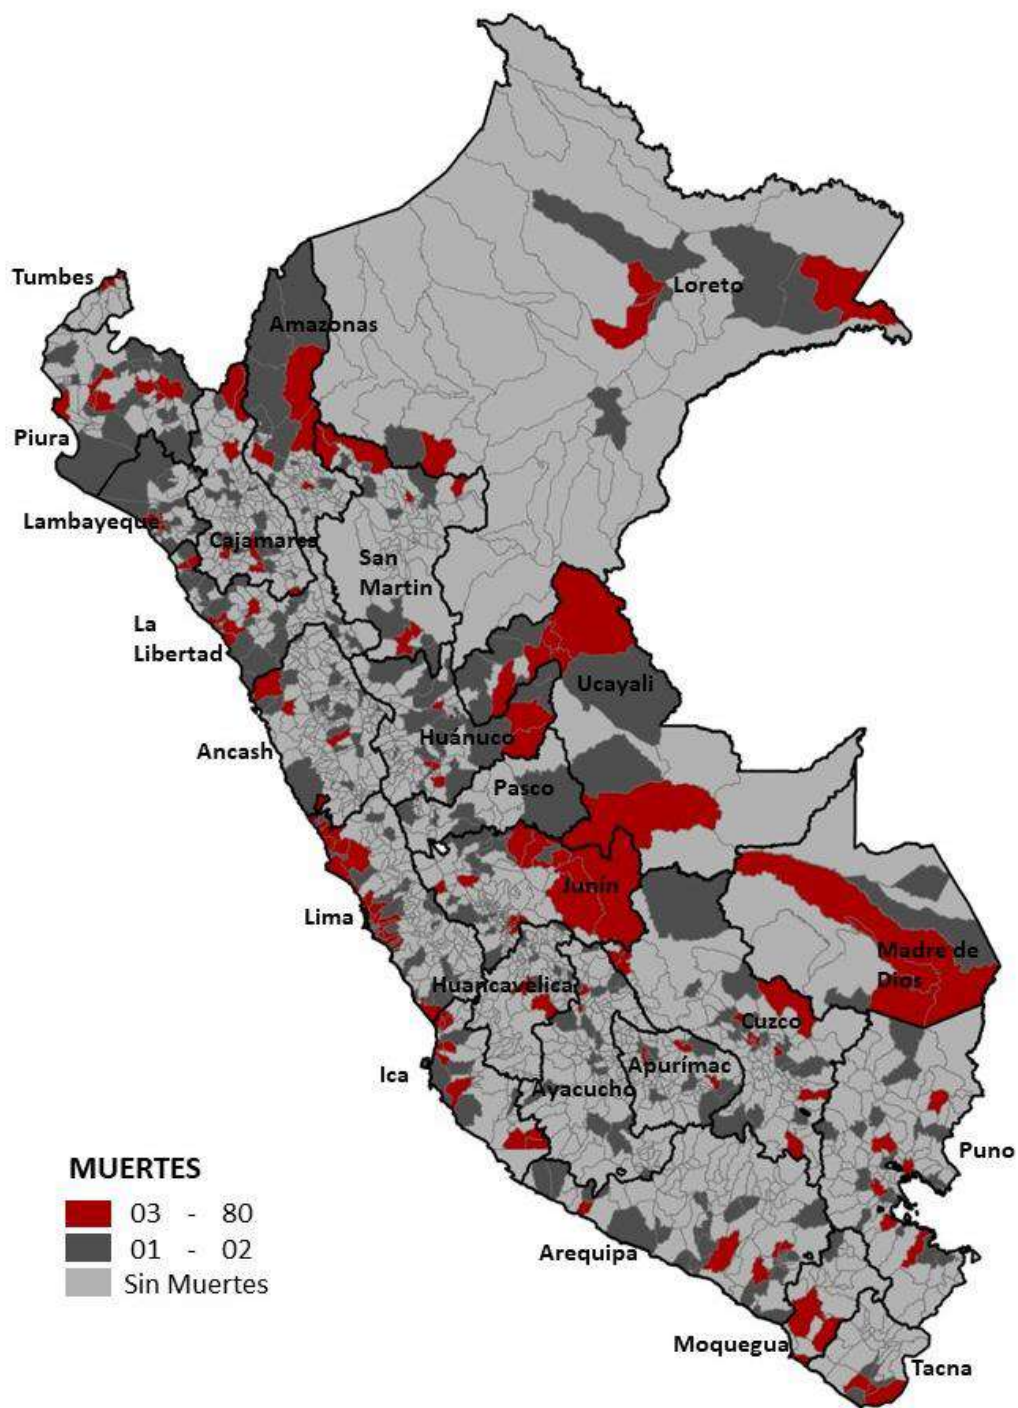 Tumbes
Loreto
Amazonas
Piura
Lambayeque
Cajamarca
San
Martin
La
Libertad
Ucayali
Huánuco
Ancash
Pasco
Junín
Lima
Madre de
Dios
Huancavelica
Cuzco
Ica
Apurímac
Ayacucho
Puno
MUERTES
03 - 80
01 - 02
Sin Muertes
Arequipa
Moquegua
Tacna